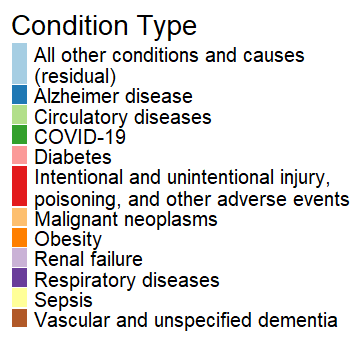 Condition Type
All other conditions and causes
(residual)
Alzheimer disease
Circulatory diseases
COVID-19
Diabetes
Intentional and unintentional injury,
poisoning, and other adverse events
Malignant neoplasms
Obesity
Renal failure
Respiratory diseases
Sepsis
Vascular and unspecified dementia